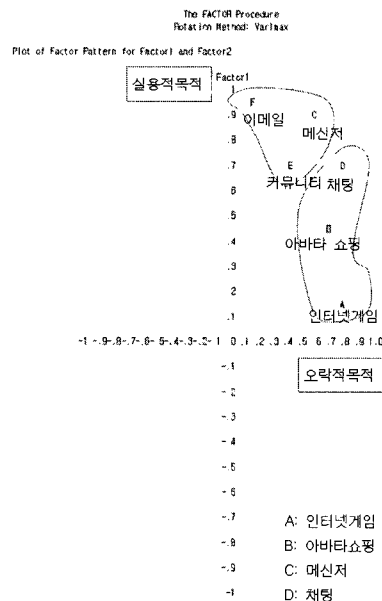 The FACTOR Procedure
Rotation Method: Varimax
Plot of Factor Pattern for Factor1 and Factor2
실용적목적
Factor1
1
F
.9 이메일 C
.8 메신저
.7 E D
.6 커뮤니티 채팅
.5
B
.4 아바타 쇼핑
.3
.2
A
.1 인터넷게임
-1 -.9-.8-.7-.6-.5-.4-.3-.2-.1 0 .1 .2 .3 .4 .5 .6 .7 .8 .9 1.0
-.1
오락적목적
-.2
-.3
-.4
-.5
-.6
-.7
A: 인터넷게임
-.8
B: 아바타쇼핑
-.9
C: 메신저
-1
D: 채팅